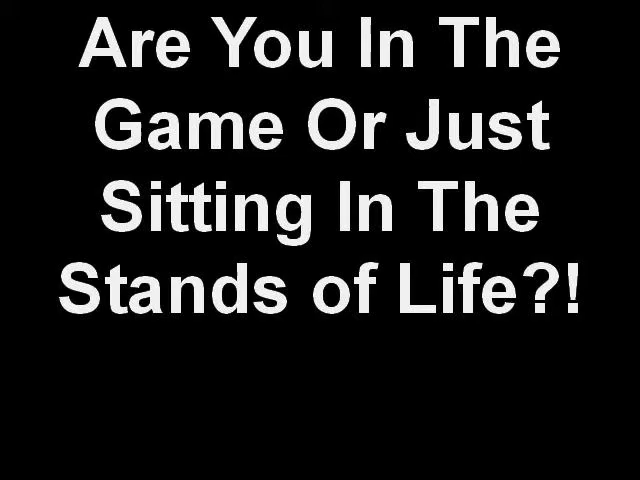 Are You In The
Game Or Just
Sitting In The
Stands of Life?!